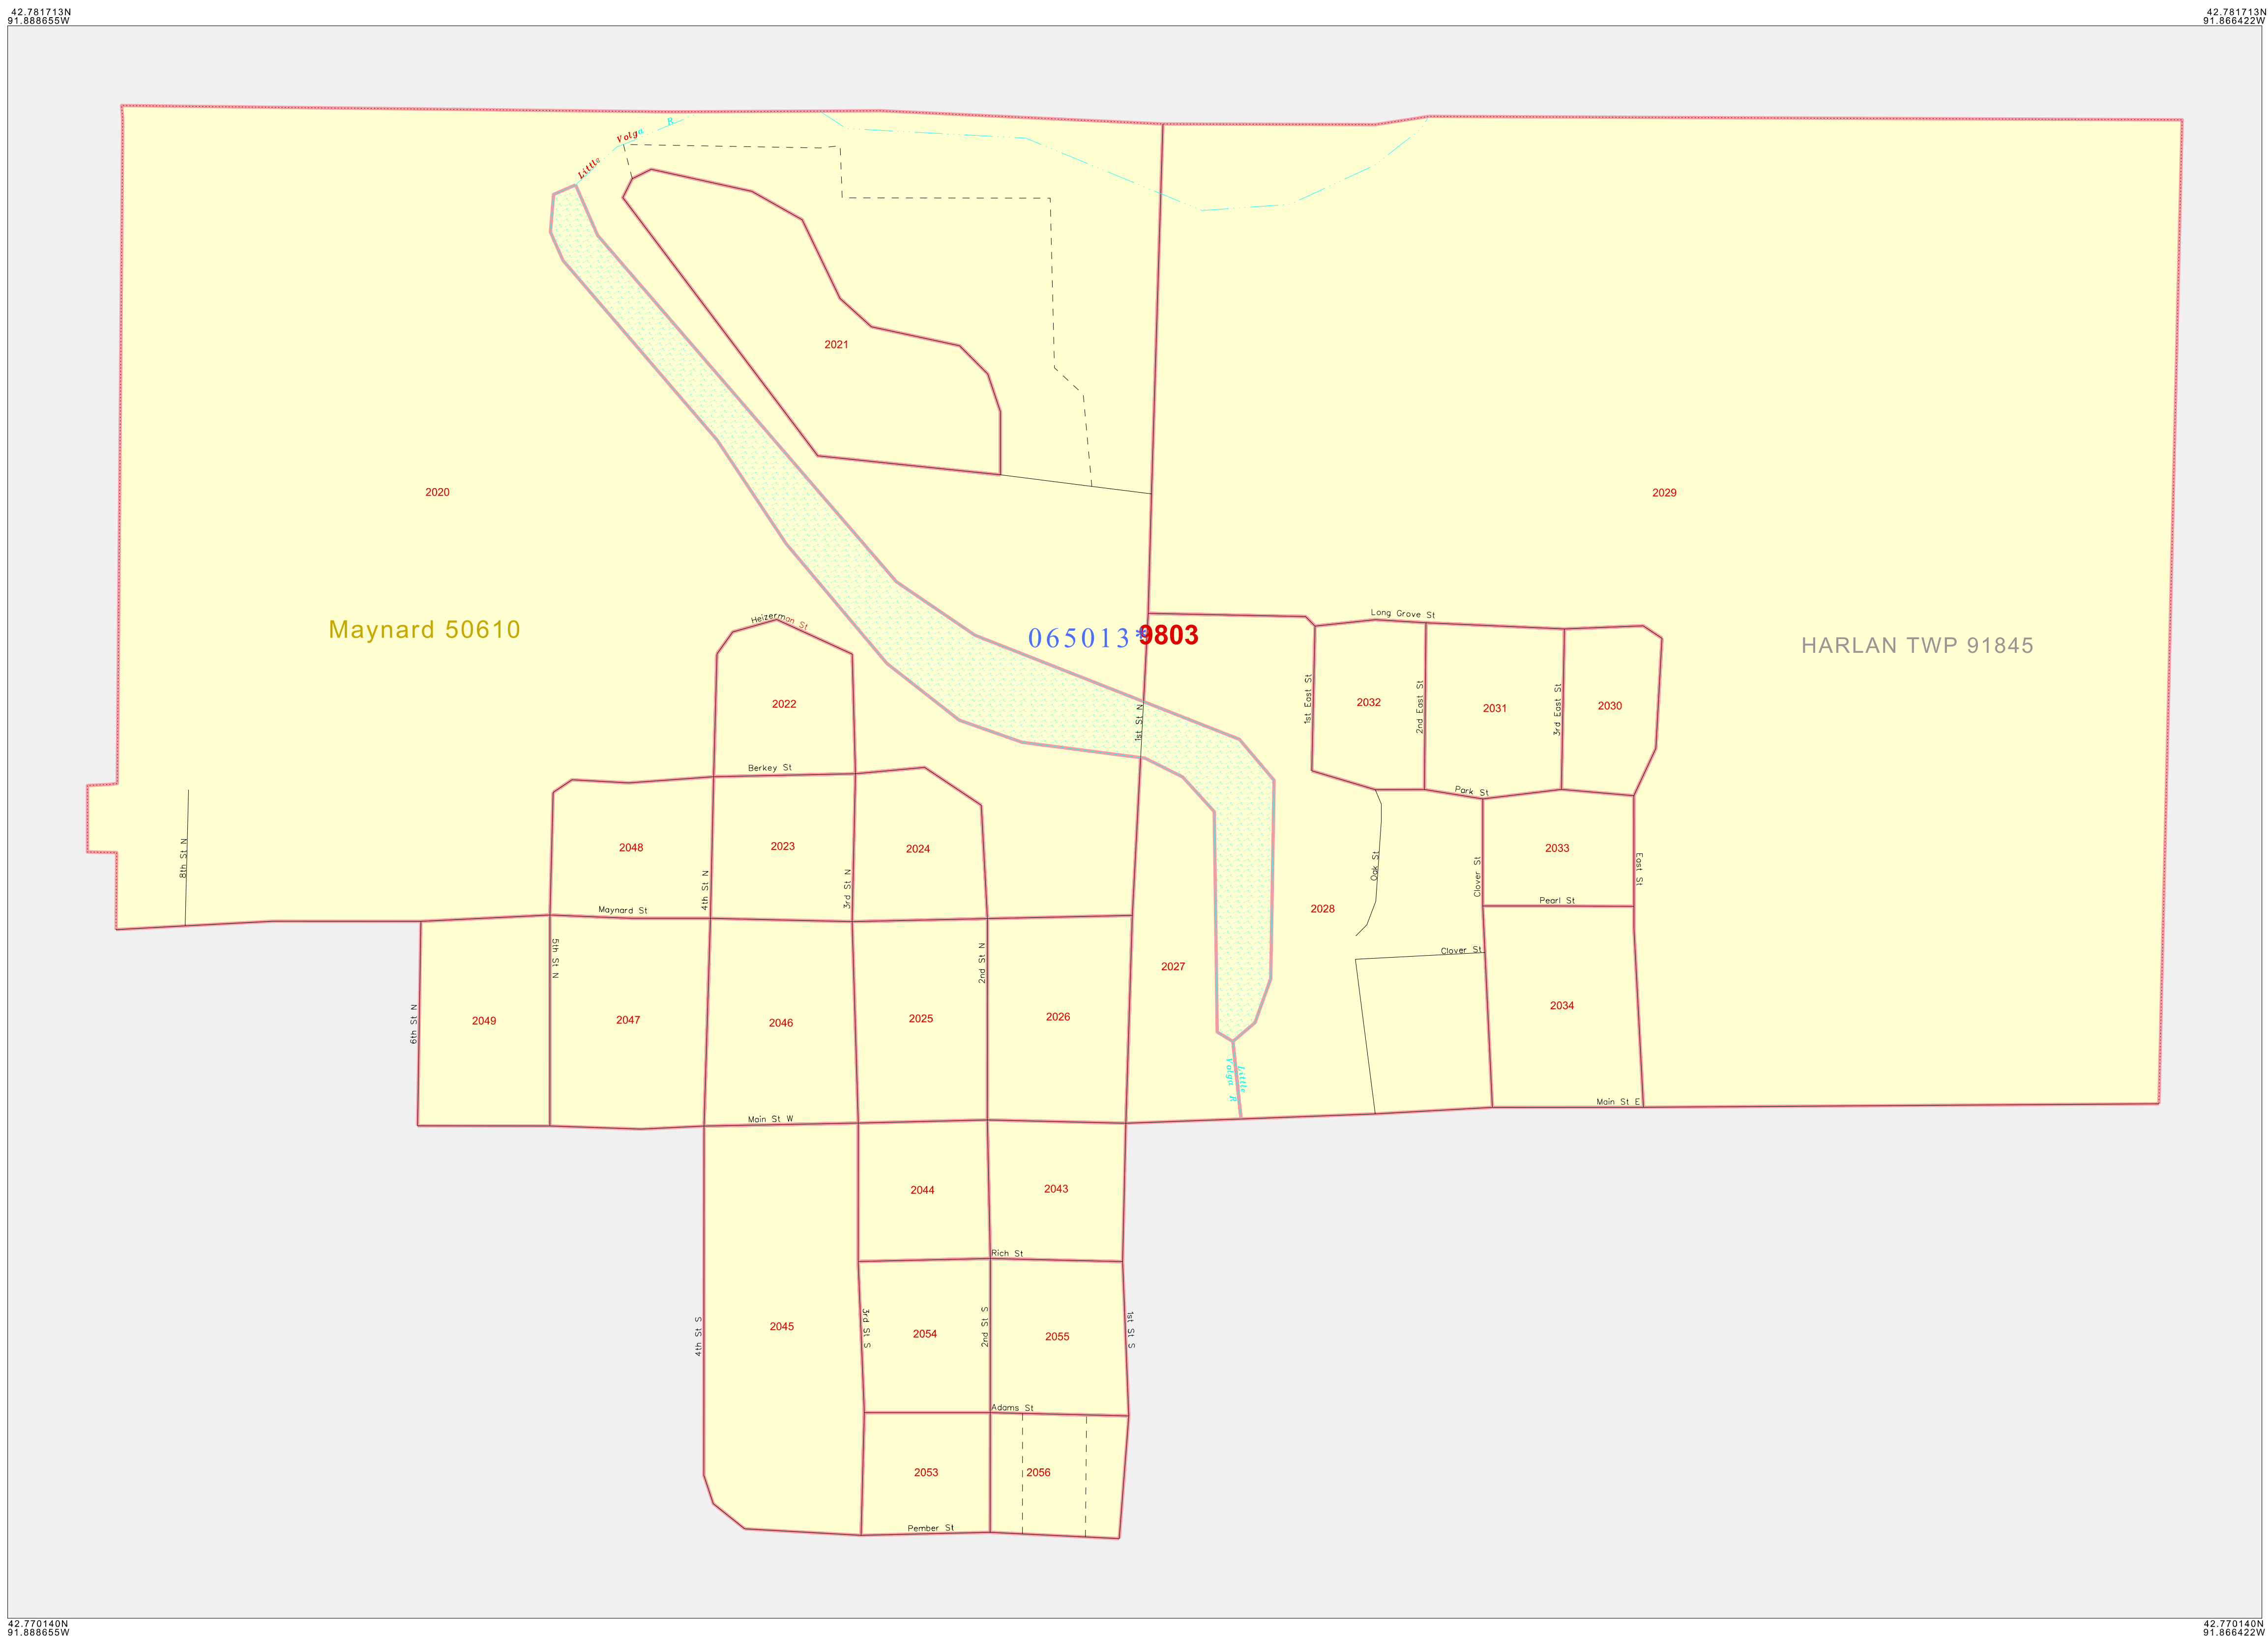 42.781713N
91.888655W
42.781713N
91.866422W
Little Volga R
2021
2020
2029
Maynard 50610
065013*
9803
HARLAN TWP 91845
Heizerman St
Long Grove St
2022
1st St N
1st East St
2032
2nd East St
2031
3rd East St
2030
Berkey St
Park St
8th St N
2048
4th St N
2023
3rd St N
2024
Oak St
Clover St
2033
East St
Maynard St
Pearl St
2028
5th St N
2nd St N
Clover St
2027
6th St N
2049
2047
2046
2025
2026
2034
Little
Volga R
Main St W
Main St E
2044
2043
Rich St
4th St S
2045
3rd St S
2054
2nd St S
2055
1st St S
Adams St
2053
2056
Pember St
42.770140N
91.888655W
42.770140N
91.866422W